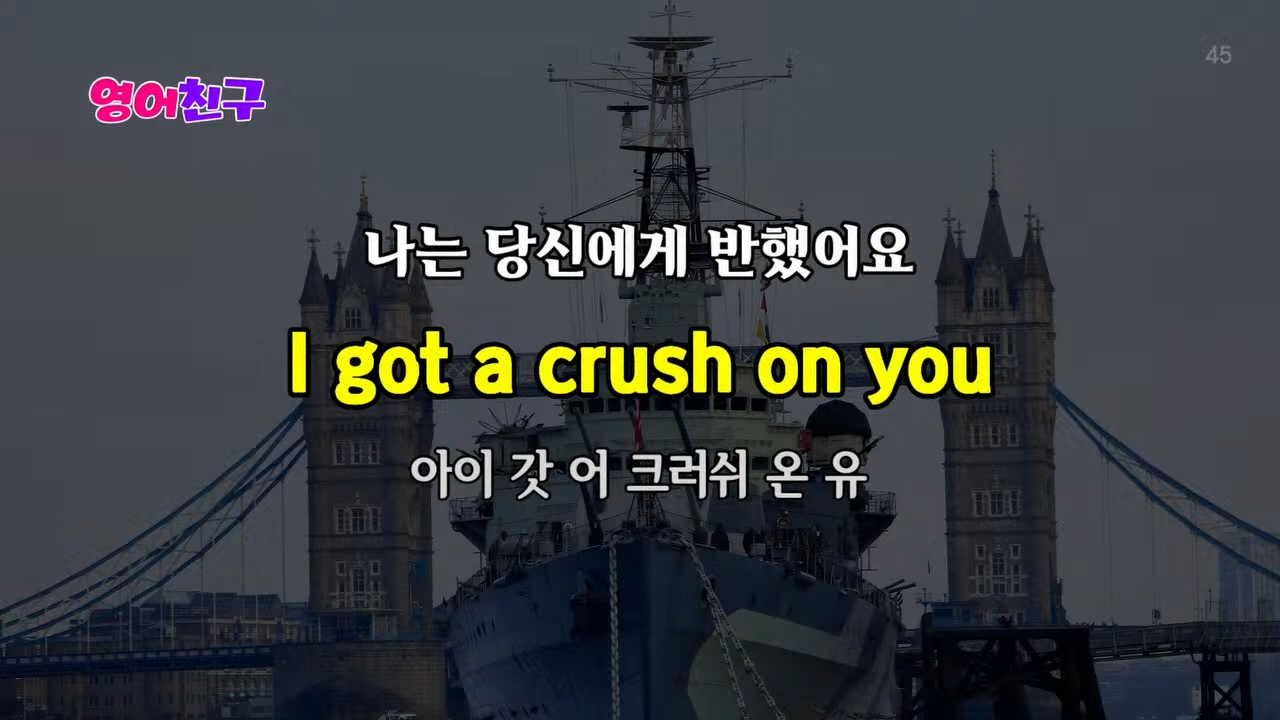 45
영어친구
나는 당신에게 반했어요
I got a crush on you
아이 갓 어 크러쉬 온 유